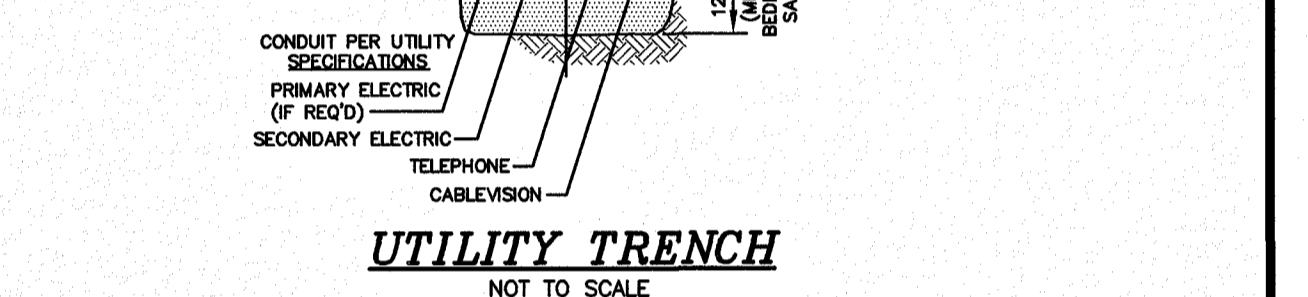 CONDUIT PER UTILITY
SPECIFICATIONS
PRIMARY ELECTRIC
(IF REQ'D)
SECONDARY ELECTRIC
TELEPHONE
CABLEVISION
UTILITY TRENCH
NOT TO SCALE